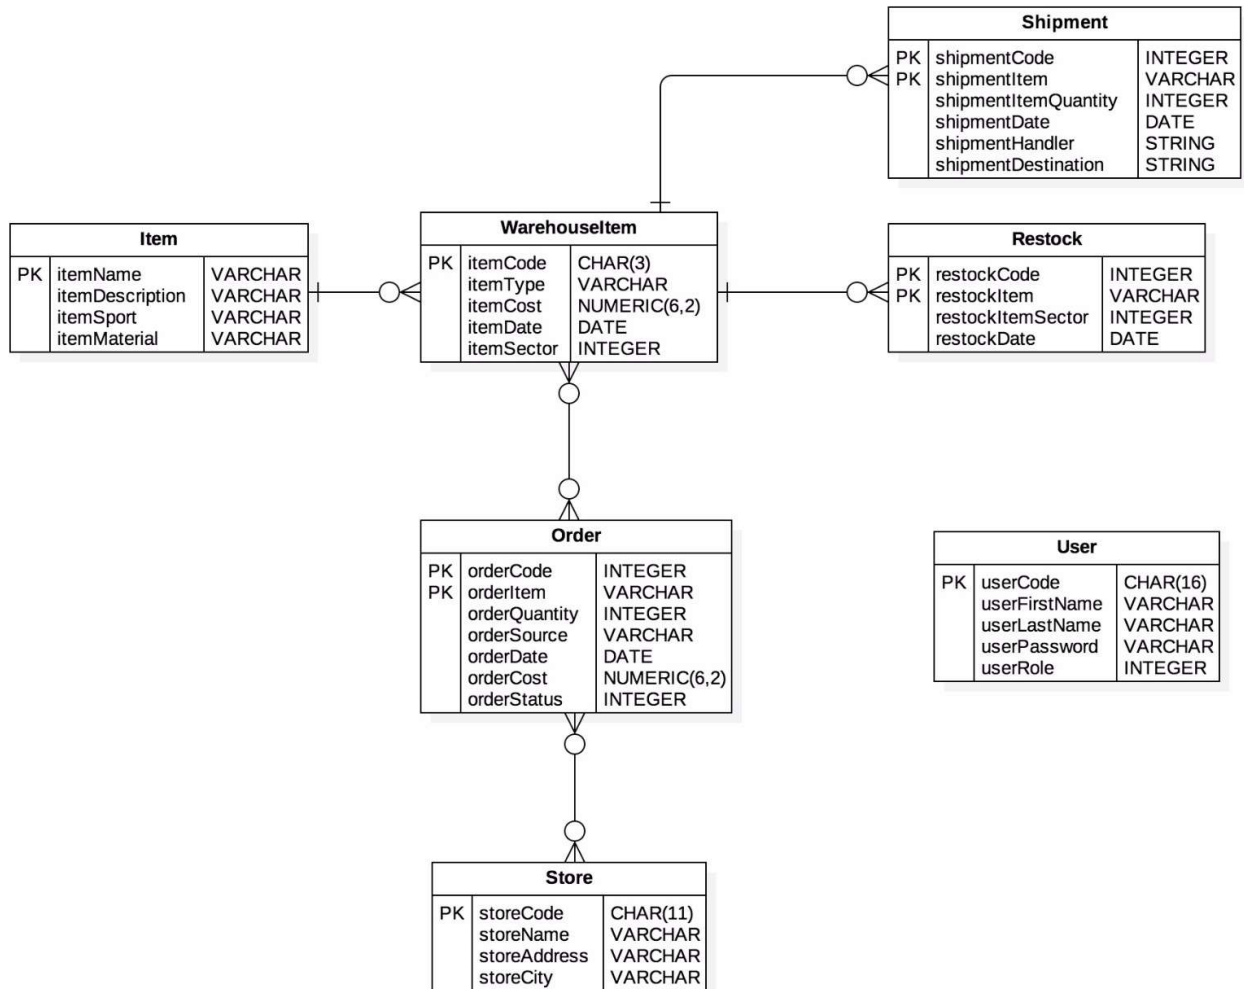 Shipment
PK shipmentCode INTEGER
PK shipmentItem VARCHAR
shipmentItemQuantity INTEGER
shipmentDate DATE
shipmentHandler STRING
shipmentDestination STRING
Item
PK itemName VARCHAR
itemDescription VARCHAR
itemSport VARCHAR
itemMaterial VARCHAR
WarehouseItem
PK itemCode CHAR(3)
itemType VARCHAR
itemCost NUMERIC(6,2)
itemDate DATE
itemSector INTEGER
Restock
PK restockCode INTEGER
PK restockItem VARCHAR
restockItemSector INTEGER
restockDate DATE
Order
PK orderCode INTEGER
PK orderItem VARCHAR
orderQuantity INTEGER
orderSource VARCHAR
orderDate DATE
orderCost NUMERIC(6,2)
orderStatus INTEGER
User
PK userCode CHAR(16)
userFirstName VARCHAR
userLastName VARCHAR
userPassword VARCHAR
userRole INTEGER
Store
PK storeCode CHAR(11)
storeName VARCHAR
storeAddress VARCHAR
storeCity VARCHAR